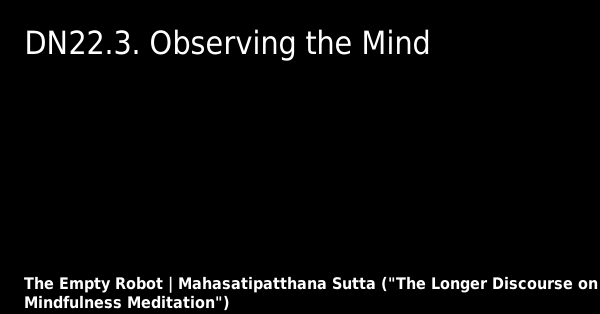 DN22.3. Observing the Mind
The Empty Robot | Mahasatipatthana Sutta ("The Longer Discourse on
Mindfulness Meditation")